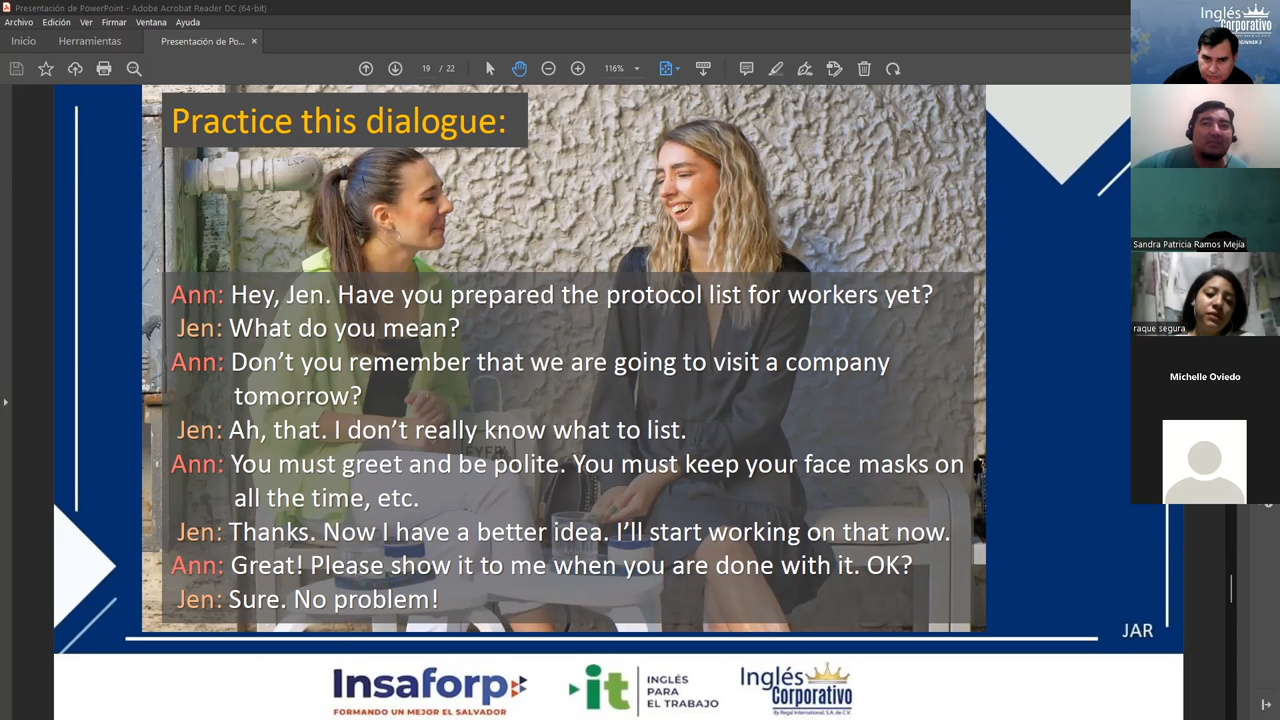 Presentación de PowerPoint - Adobe Acrobat Reader DC (64-bit)
Archivo Edición Ver Firmar Ventana Ayuda
Inicio Herramientas Presentación de Po... ×
19 / 22 116%
Practice this dialogue:
Ann: Hey, Jen. Have you prepared the protocol list for workers yet?
Jen: What do you mean?
Ann: Don't you remember that we are going to visit a company
tomorrow?
Jen: Ah, that. I don't really know what to list.
Ann: You must greet and be polite. You must keep your face masks on
all the time, etc.
Jen: Thanks. Now I have a better idea. I'll start working on that now.
Ann: Great! Please show it to me when you are done with it. OK?
Jen: Sure. No problem!
JAR
Insaforp
FORMANDO UN MEJOR EL SALVADOR
it
INGLÉS
PARA
EL TRABAJO
Inglés
Corporativo
By Regal International, S.A. de C.V.
Inglés
Corporativo
Sandra Patricia Ramos Mejía
raque segura
Michelle Oviedo